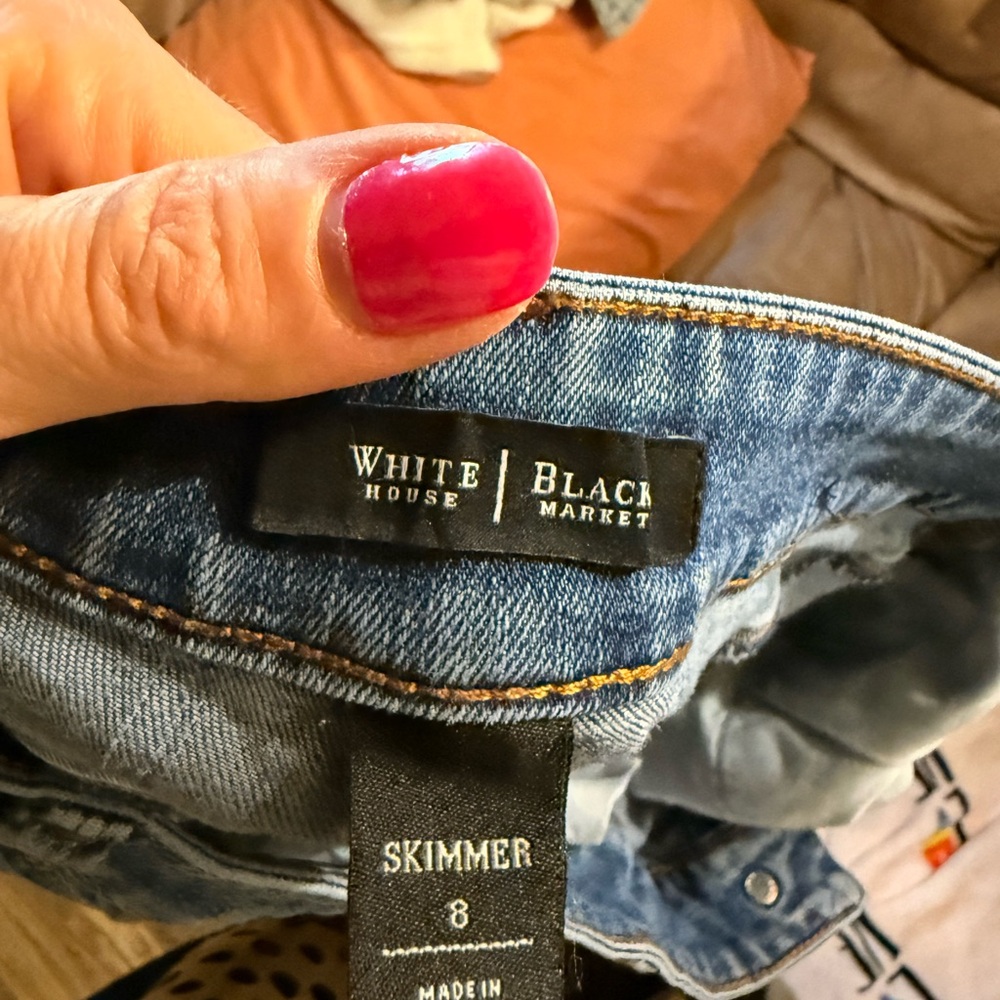 WHITE | BLACK
HOUSE MARKET
SKIMMER
8
MADE IN